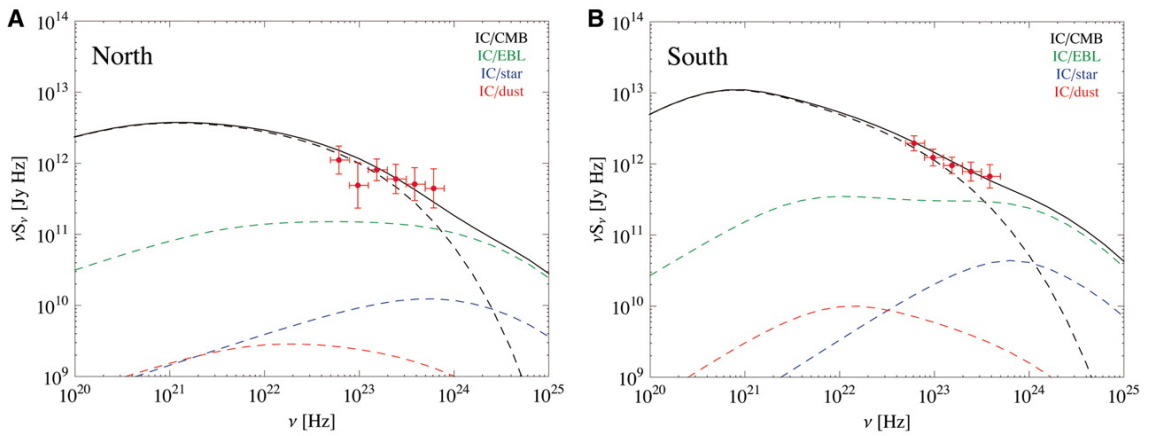 A
North
IC/CMB
IC/EBL
IC/star
IC/dust
νSν [Jy Hz]
10^14
10^13
10^12
10^11
10^10
10^9
10^20 10^21 10^22 10^23 10^24 10^25
ν [Hz]
B
South
IC/CMB
IC/EBL
IC/star
IC/dust
νSν [Jy Hz]
10^14
10^13
10^12
10^11
10^10
10^9
10^20 10^21 10^22 10^23 10^24 10^25
ν [Hz]